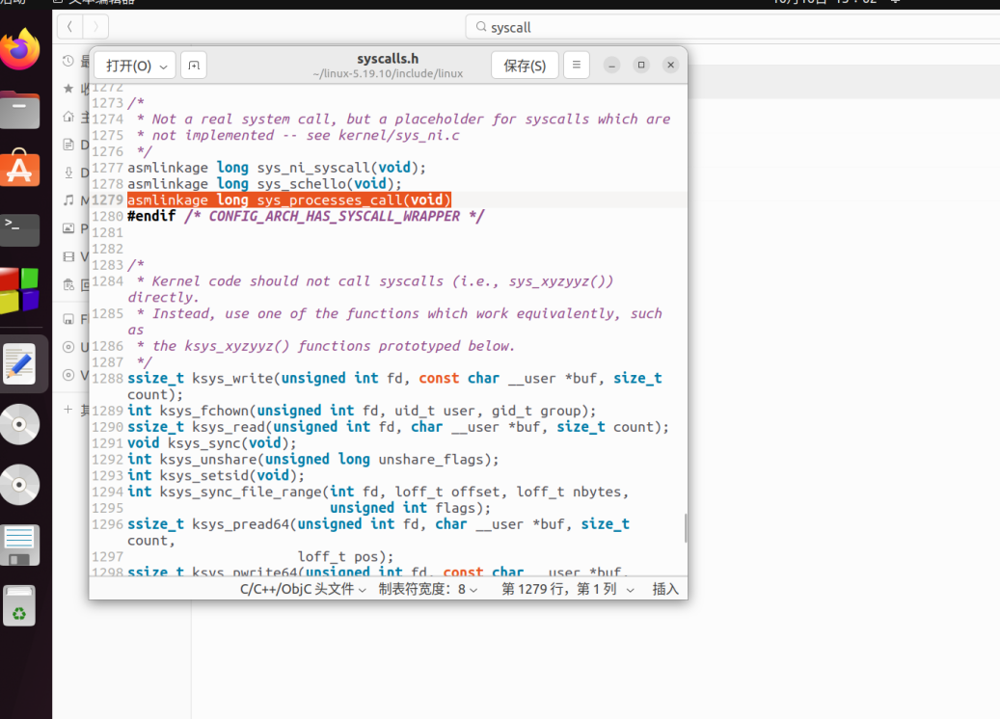 syscall
打开(O)
syscalls.h
~/linux-5.19.10/include/linux
保存(S)
1272
1273 /*
1274  * Not a real system call, but a placeholder for syscalls which are
1275  * not implemented -- see kernel/sys_ni.c
1276  */
1277 asmlinkage long sys_ni_syscall(void);
1278 asmlinkage long sys_schello(void);
1279 asmlinkage long sys_processes_call(void)
1280 #endif /* CONFIG_ARCH_HAS_SYSCALL_WRAPPER */
1281
1282
1283 /*
1284  * Kernel code should not call syscalls (i.e., sys_xyzyyz())
directly.
1285  * Instead, use one of the functions which work equivalently, such
as
1286  * the ksys_xyzyyz() functions prototyped below.
1287  */
1288 ssize_t ksys_write(unsigned int fd, const char __user *buf, size_t
count);
1289 int ksys_fchown(unsigned int fd, uid_t user, gid_t group);
1290 ssize_t ksys_read(unsigned int fd, char __user *buf, size_t count);
1291 void ksys_sync(void);
1292 int ksys_unshare(unsigned long unshare_flags);
1293 int ksys_setsid(void);
1294 int ksys_sync_file_range(int fd, loff_t offset, loff_t nbytes,
1295                          unsigned int flags);
1296 ssize_t ksys_pread64(unsigned int fd, char __user *buf, size_t
count,
1297                      loff_t pos);
1298 ssize_t ksys_pwrite64(unsigned int fd, const char __user *buf,
C/C++/ObjC 头文件 制表符宽度：8 第 1279 行，第 1 列 插入